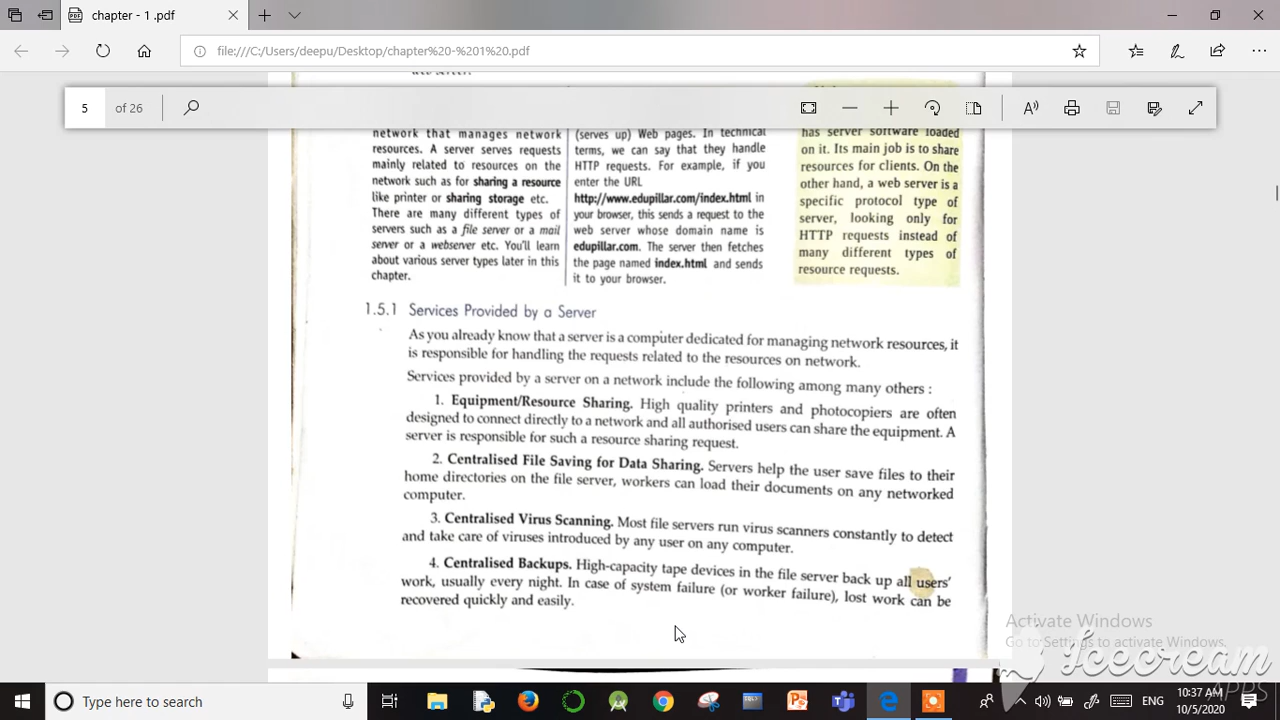 chapter - 1.pdf
file:///C:/Users/deepu/Desktop/chapter%20-%201%20.pdf
web server.
5 of 26
network that manages network
resources. A server serves requests
mainly related to resources on the
network such as for sharing a resource
like printer or sharing storage etc.
There are many different types of
servers such as a file server or a mail
server or a webserver etc. You'll learn
about various server types later in this
chapter.
(serves up) Web pages. In technical
terms, we can say that they handle
HTTP requests. For example, if you
enter the URL
http://www.edupillar.com/index.html in
your browser, this sends a request to the
web server whose domain name is
edupillar.com. The server then fetches
the page named index.html and sends
it to your browser.
has server software loaded
on it. Its main job is to share
resources for clients. On the
other hand, a web server is a
specific protocol type of
server, looking only for
HTTP requests instead of
many different types of
resource requests.
1.5.1 Services Provided by a Server
As you already know that a server is a computer dedicated for managing network resources, it
is responsible for handling the requests related to the resources on network.
Services provided by a server on a network include the following among many others :
1. Equipment/Resource Sharing. High quality printers and photocopiers are often
designed to connect directly to a network and all authorised users can share the equipment. A
server is responsible for such a resource sharing request.
2. Centralised File Saving for Data Sharing. Servers help the user save files to their
home directories on the file server, workers can load their documents on any networked
computer.
3. Centralised Virus Scanning. Most file servers run virus scanners constantly to detect
and take care of viruses introduced by any user on any computer.
4. Centralised Backups. High-capacity tape devices in the file server back up all users'
work, usually every night. In case of system failure (or worker failure), lost work can be
recovered quickly and easily.
Activate Windows
Go to Settings to activate Windows.
Icecream
APPS
Type here to search
ENG
8:37 AM
10/5/2020